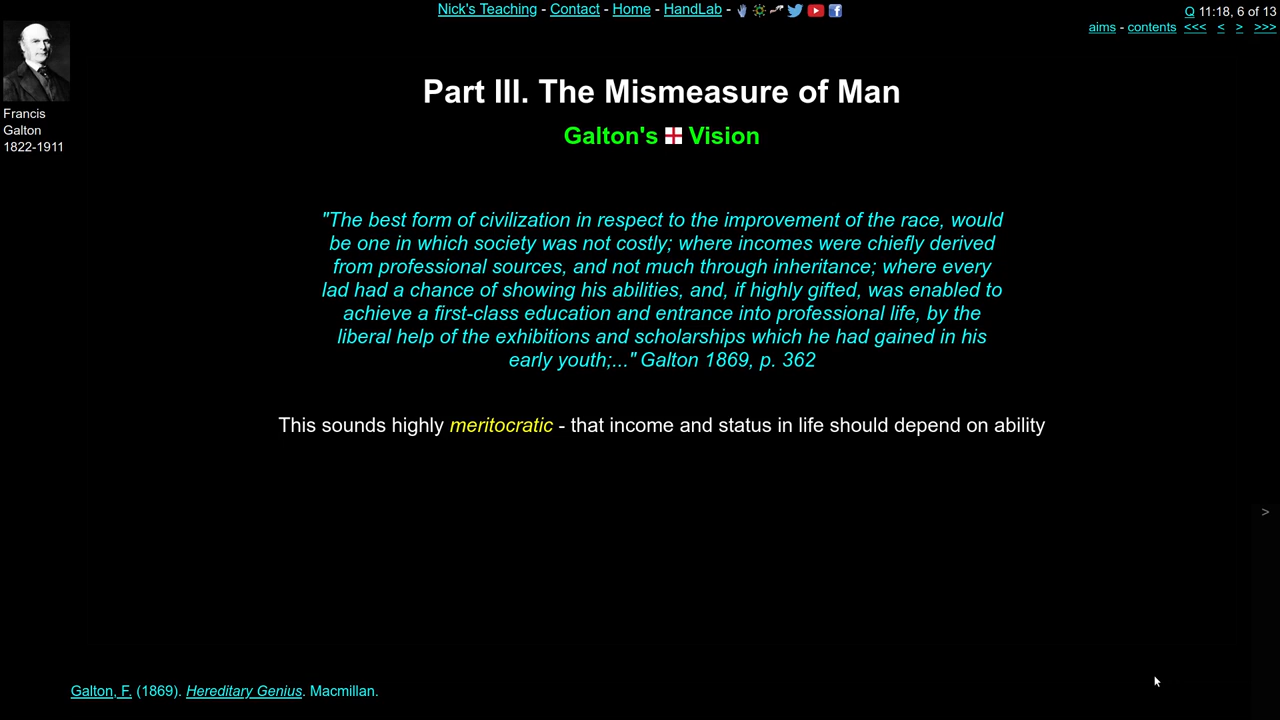 Nick's Teaching - Contact - Home - HandLab -
Q 11:18, 6 of 13
aims - contents <<< < > >>>
Francis
Galton
1822-1911
Part III. The Mismeasure of Man
Galton's Vision
"The best form of civilization in respect to the improvement of the race, would
be one in which society was not costly; where incomes were chiefly derived
from professional sources, and not much through inheritance; where every
lad had a chance of showing his abilities, and, if highly gifted, was enabled to
achieve a first-class education and entrance into professional life, by the
liberal help of the exhibitions and scholarships which he had gained in his
early youth;..." Galton 1869, p. 362
This sounds highly meritocratic - that income and status in life should depend on ability
>
Galton, F. (1869). Hereditary Genius. Macmillan.